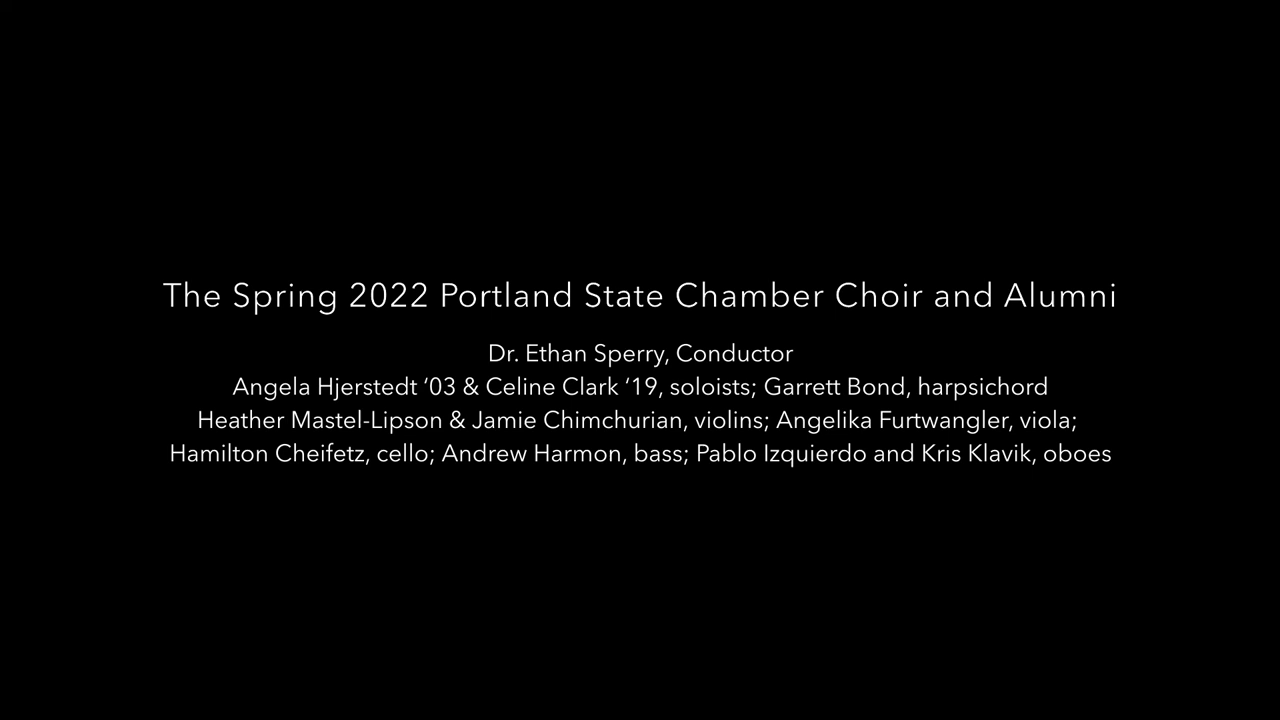 The Spring 2022 Portland State Chamber Choir and Alumni
Dr. Ethan Sperry, Conductor
Angela Hjerstedt ‘03 & Celine Clark ‘19, soloists; Garrett Bond, harpsichord
Heather Mastel-Lipson & Jamie Chimchurian, violins; Angelika Furtwangler, viola;
Hamilton Cheifetz, cello; Andrew Harmon, bass; Pablo Izquierdo and Kris Klavik, oboes